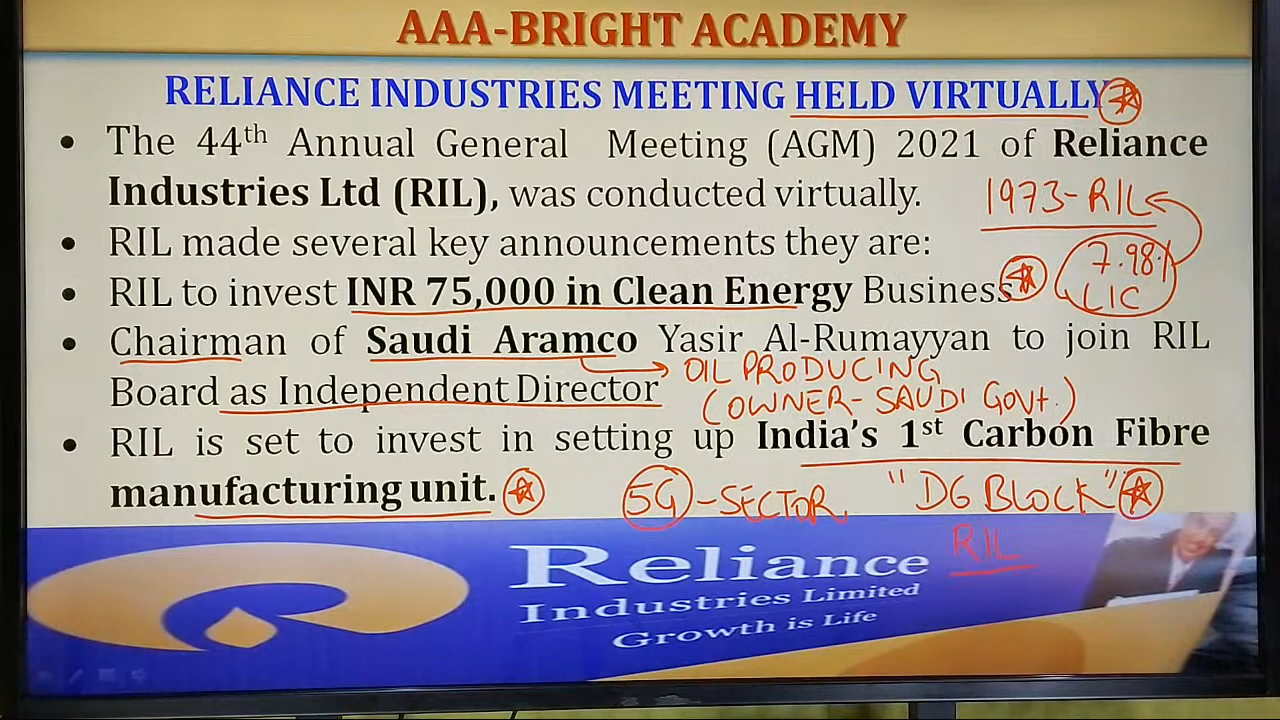 AAA-BRIGHT ACADEMY
RELIANCE INDUSTRIES MEETING HELD VIRTUALLY
• The 44th Annual General Meeting (AGM) 2021 of Reliance
Industries Ltd (RIL), was conducted virtually.
1973-RIL
• RIL made several key announcements they are:
7.98%
LIC
• RIL to invest INR 75,000 in Clean Energy Business
• Chairman of Saudi Aramco Yasir Al-Rumayyan to join RIL
Board as Independent Director
OIL PRODUCING
(OWNER-SAUDI GOVt.)
• RIL is set to invest in setting up India's 1st Carbon Fibre
manufacturing unit.
5G-SECTOR
"DG BLOCK"
RIL
Reliance
Industries Limited
Growth is Life